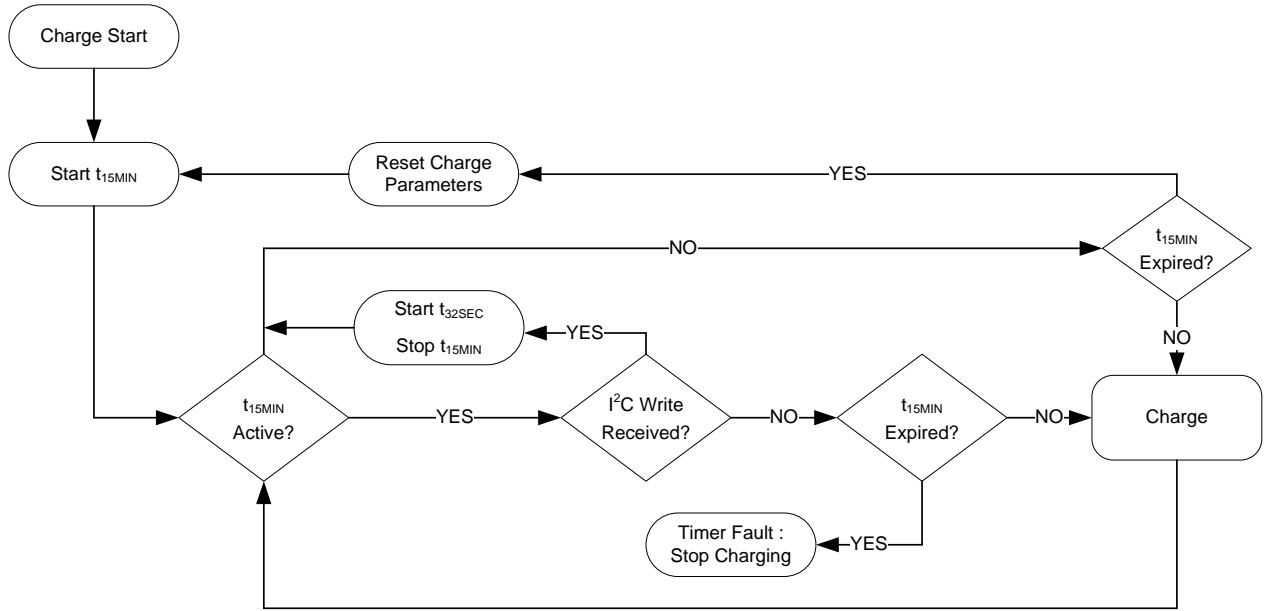 Charge Start
Start t15MIN
Reset Charge
Parameters
YES
t15MIN
Expired?
NO
Start t32SEC
Stop t15MIN
YES
NO
t15MIN
Active?
YES
I²C Write
Received?
NO
t15MIN
Expired?
NO
Charge
Timer Fault :
Stop Charging
YES